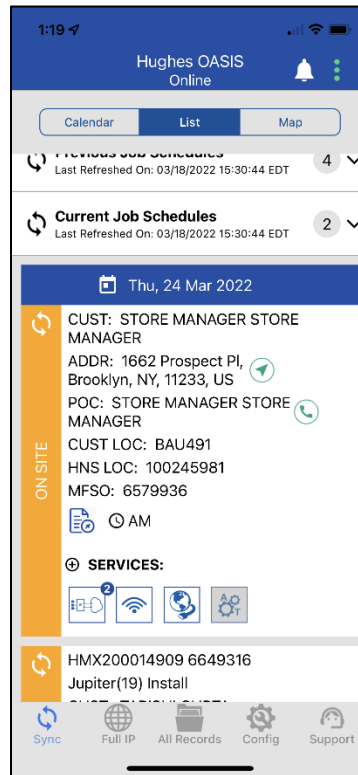 1:19
Hughes OASIS
Online
Calendar
List
Map
Previous Job Schedules
4
Last Refreshed On: 03/18/2022 15:30:44 EDT
Current Job Schedules
2
Last Refreshed On: 03/18/2022 15:30:44 EDT
Thu, 24 Mar 2022
ON SITE
CUST: STORE MANAGER STORE
MANAGER
ADDR: 1662 Prospect Pl,
Brooklyn, NY, 11233, US
POC: STORE MANAGER STORE
MANAGER
CUST LOC: BAU491
HNS LOC: 100245981
MFSO: 6579936
AM
SERVICES:
2
HMX200014909 6649316
Jupiter(19) Install
Sync
Full IP
All Records
Config
Support